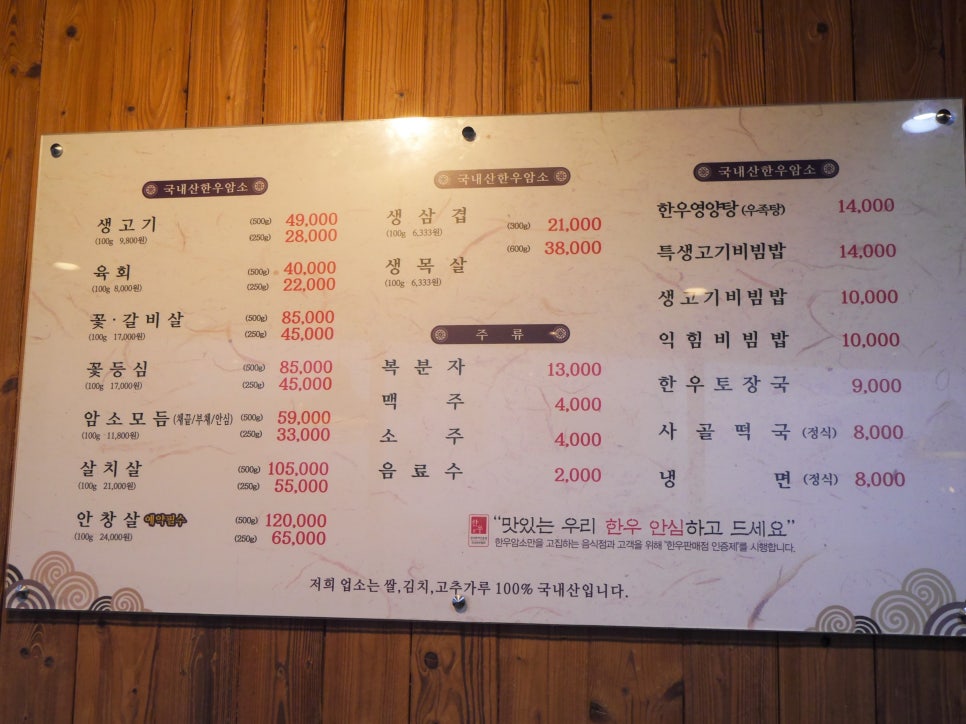 국내산한우암소
생고기 (500g) 49,000
(100g 9,800원) (250g) 28,000
육회 (500g) 40,000
(100g 8,000원) (250g) 22,000
꽃·갈비살 (500g) 85,000
(100g 17,000원) (250g) 45,000
꽃등심 (500g) 85,000
(100g 17,000원) (250g) 45,000
암소모듬 (채끝/부채/안심) (500g) 59,000
(100g 11,800원) (250g) 33,000
살치살 (500g) 105,000
(100g 21,000원) (250g) 55,000
안창살 예약필수 (500g) 120,000
(100g 24,000원) (250g) 65,000
국내산한우암소
생삼겹 (300g) 21,000
(100g 6,333원) (600g) 38,000
생목살
(100g 6,333원)
주류
복분자 13,000
맥주 4,000
소주 4,000
음료수 2,000
국내산한우암소
한우영양탕 (우족탕) 14,000
특생고기비빔밥 14,000
생고기비빔밥 10,000
익힘비빔밥 10,000
한우토장국 9,000
사골떡국 (정식) 8,000
냉면 (정식) 8,000
한우
"맛있는 우리 한우 안심하고 드세요"
한우암소만을 고집하는 음식점과 고객을 위해 '한우판매점 인증제'를 시행합니다.
저희 업소는 쌀,김치,고추가루 100% 국내산입니다.